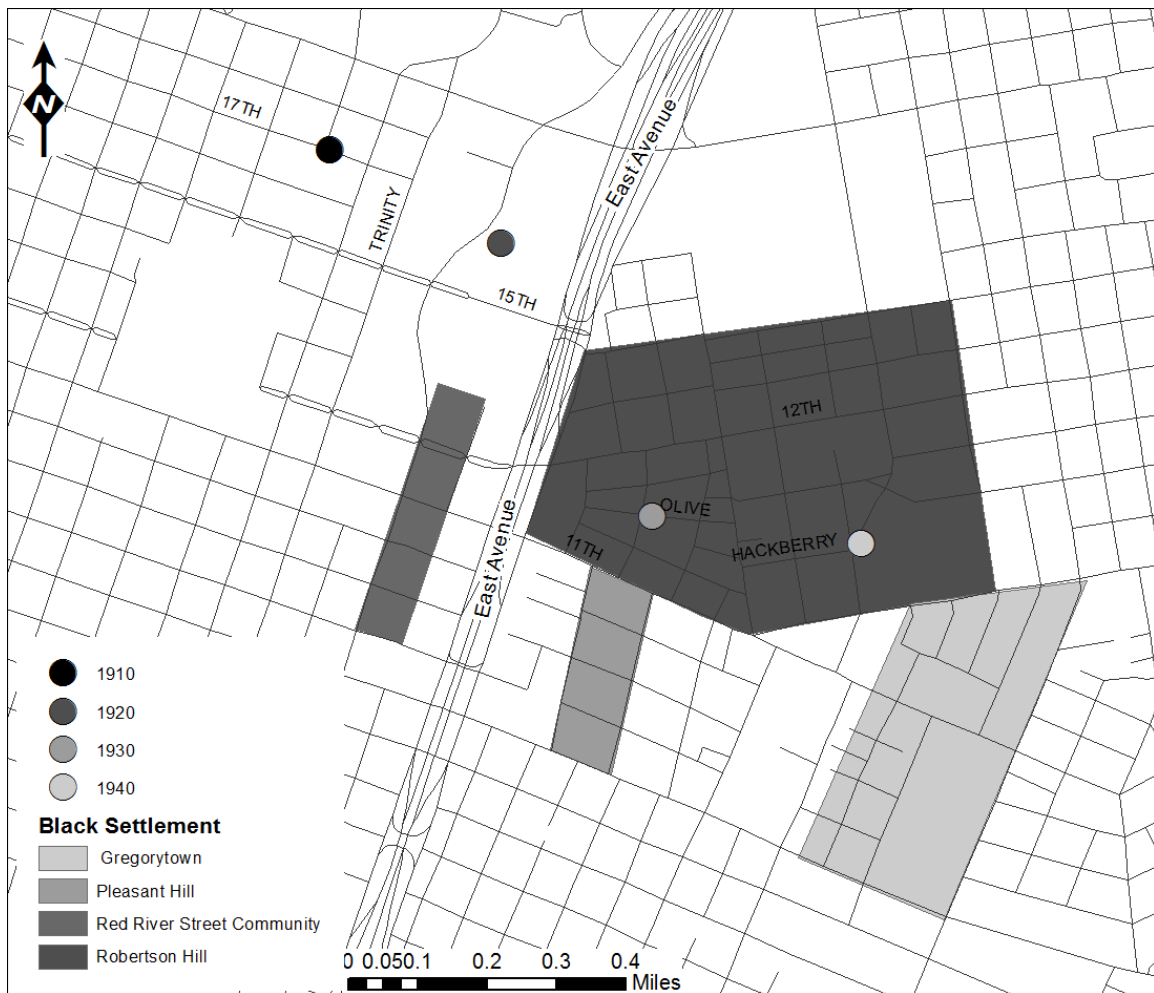 N
17TH
East Avenue
TRINITY
15TH
12TH
OLIVE
HACKBERRY
11TH
East Avenue
1910
1920
1930
1940
Black Settlement
Gregorytown
Pleasant Hill
Red River Street Community
Robertson Hill
0 0.050.1 0.2 0.3 0.4
Miles